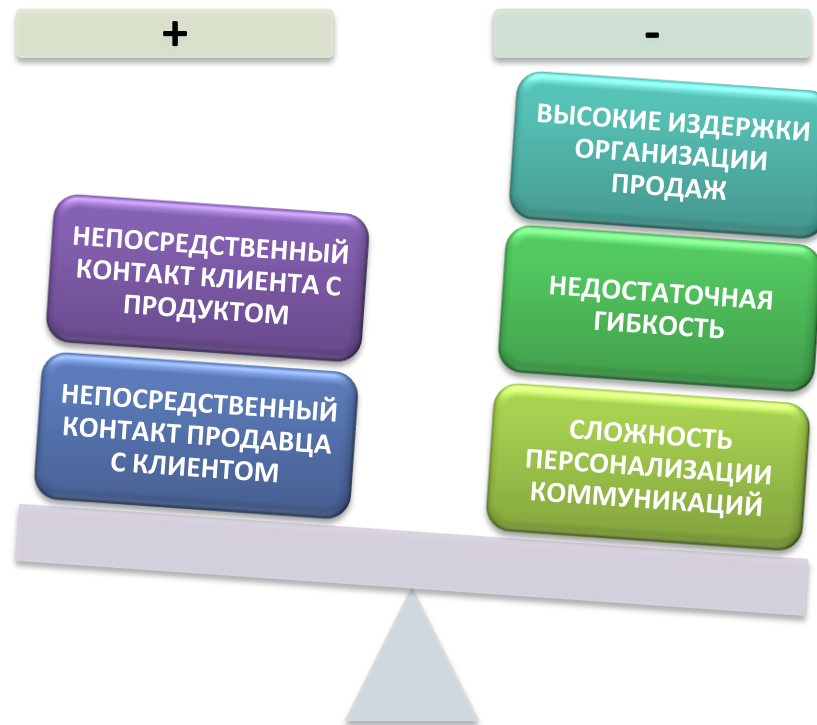 +
-
НЕПОСРЕДСТВЕННЫЙ
КОНТАКТ КЛИЕНТА С
ПРОДУКТОМ
НЕПОСРЕДСТВЕННЫЙ
КОНТАКТ ПРОДАВЦА
С КЛИЕНТОМ
ВЫСОКИЕ ИЗДЕРЖКИ
ОРГАНИЗАЦИИ
ПРОДАЖ
НЕДОСТАТОЧНАЯ
ГИБКОСТЬ
СЛОЖНОСТЬ
ПЕРСОНАЛИЗАЦИИ
КОММУНИКАЦИЙ